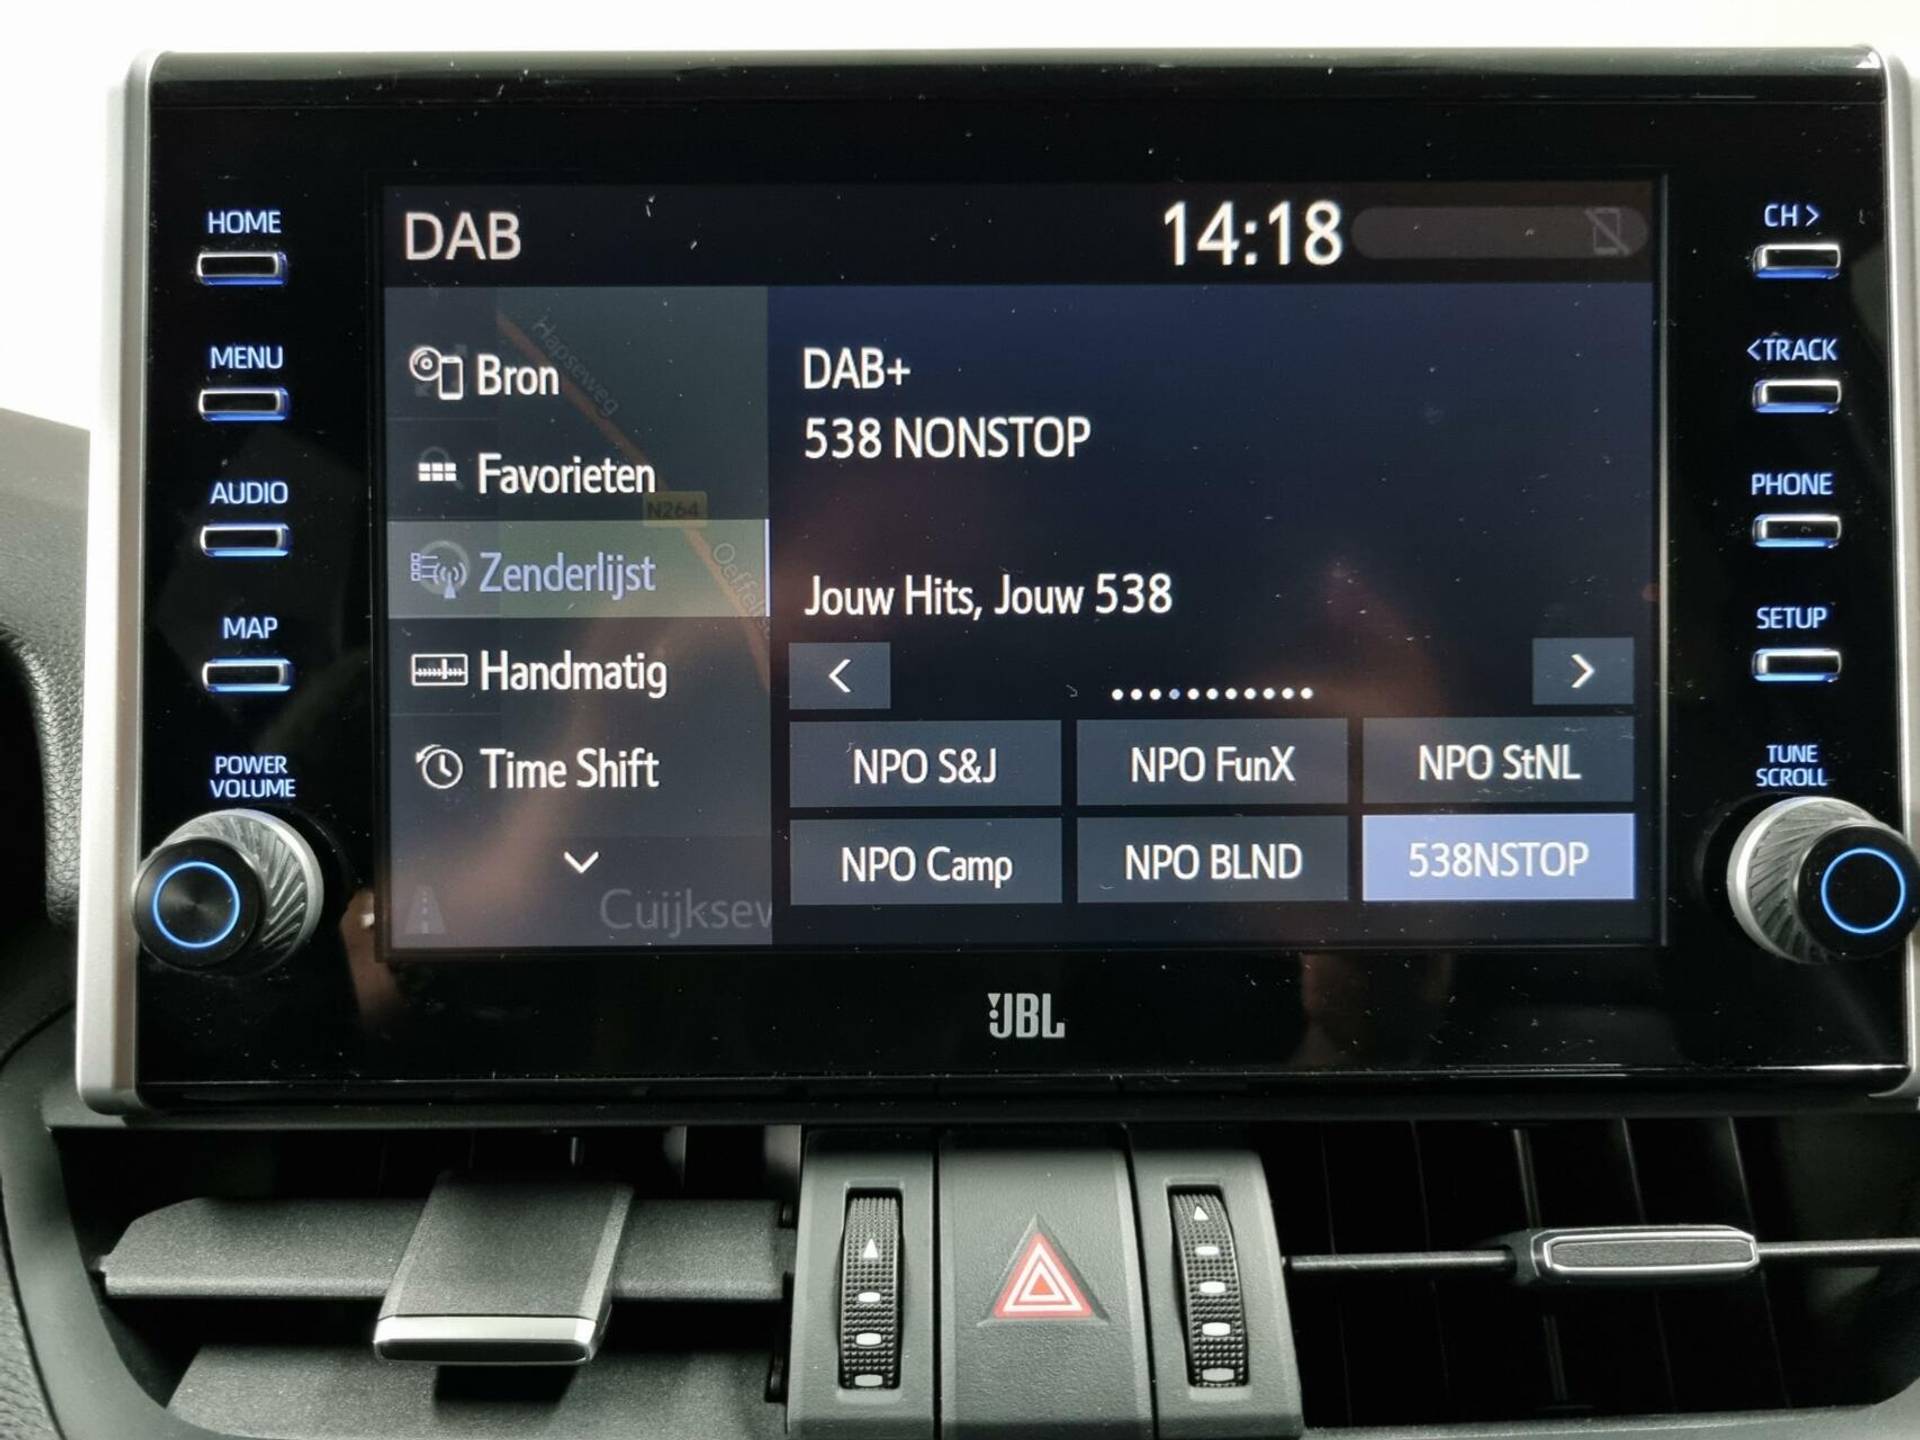 HOME
MENU
AUDIO
MAP
POWER
VOLUME
DAB
14:18
Bron
Favorieten
Zenderlijst
Handmatig
Time Shift
Hapseweg
N264
DAB+
538 NONSTOP
Jouw Hits, Jouw 538
<
>
NPO S&J
NPO FunX
NPO StNL
NPO Camp
NPO BLND
538NSTOP
CH >
<TRACK
PHONE
SETUP
TUNE
SCROLL
JBL